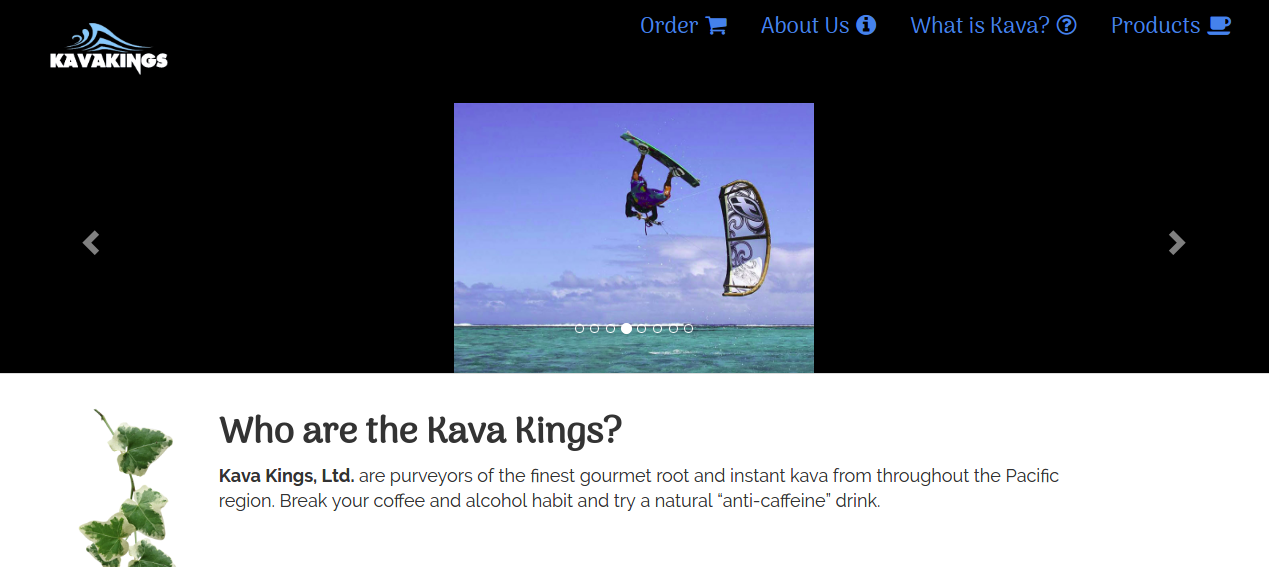 KAVAKINGS
Order
About Us
What is Kava?
Products
Who are the Kava Kings?
Kava Kings, Ltd. are purveyors of the finest gourmet root and instant kava from throughout the Pacific
region. Break your coffee and alcohol habit and try a natural “anti-caffeine” drink.